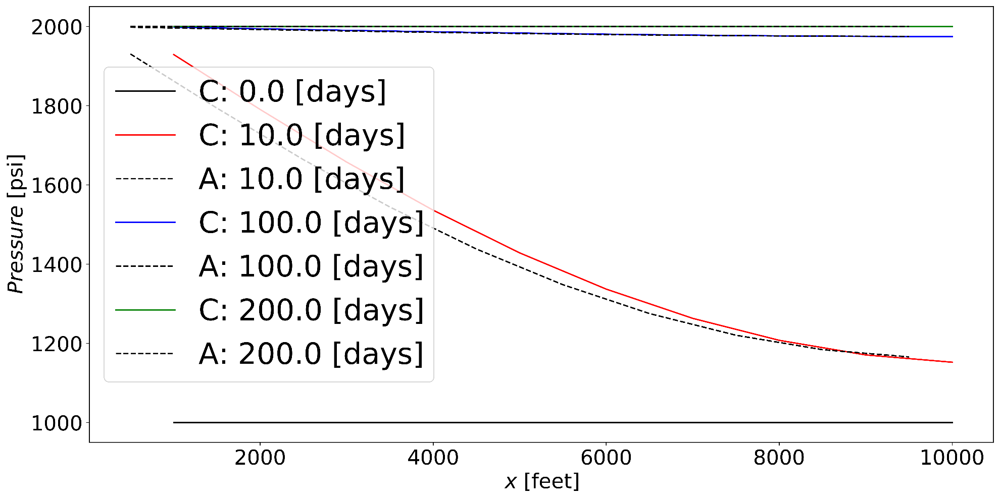 2000
1800
1600
1400
1200
1000
Pressure [psi]
C: 0.0 [days]
C: 10.0 [days]
A: 10.0 [days]
C: 100.0 [days]
A: 100.0 [days]
C: 200.0 [days]
A: 200.0 [days]
2000 4000 6000 8000 10000
x [feet]